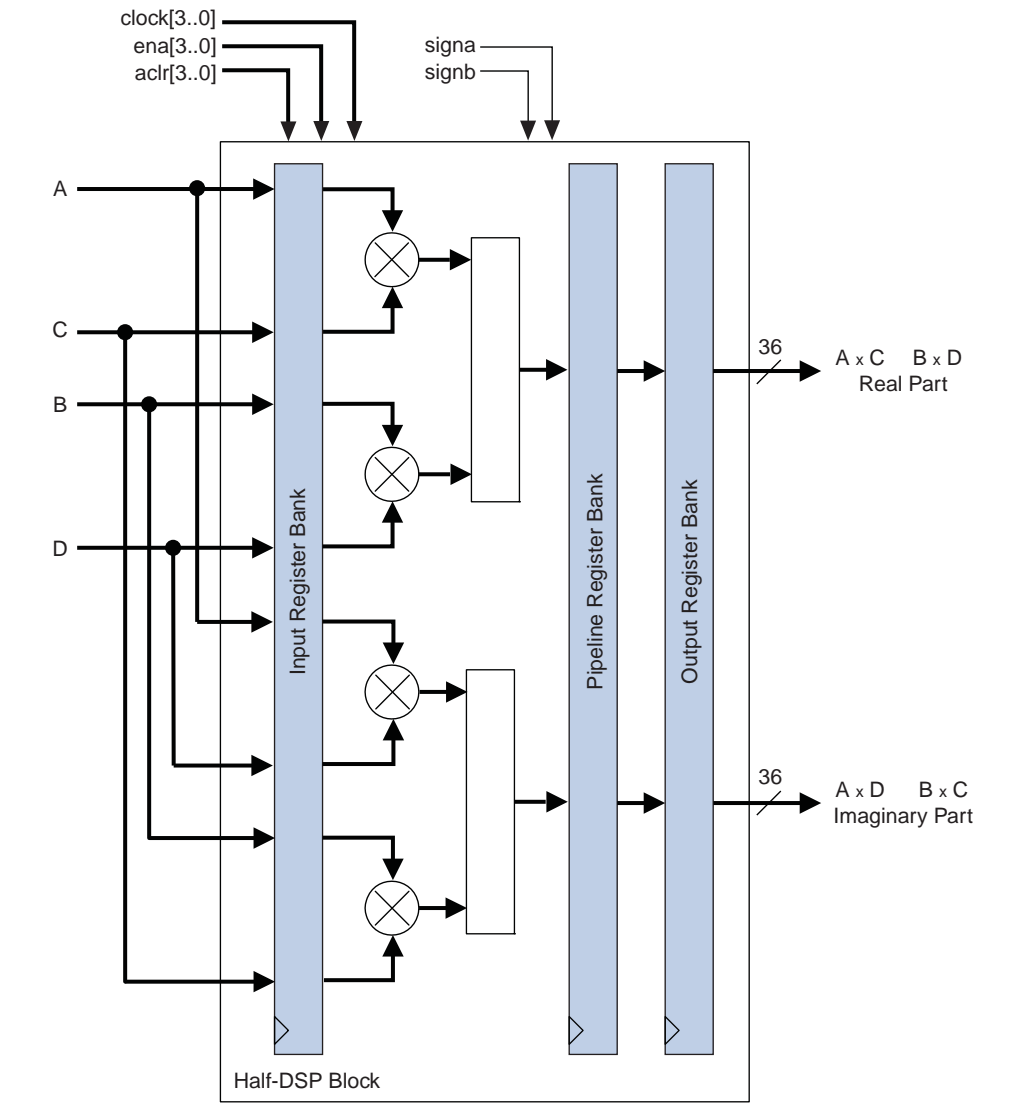 clock[3..0]
ena[3..0]
aclr[3..0]
signa
signb
A
C
B
D
Input Register Bank
Pipeline Register Bank
Output Register Bank
36
A x C B x D
Real Part
36
A x D B x C
Imaginary Part
Half-DSP Block